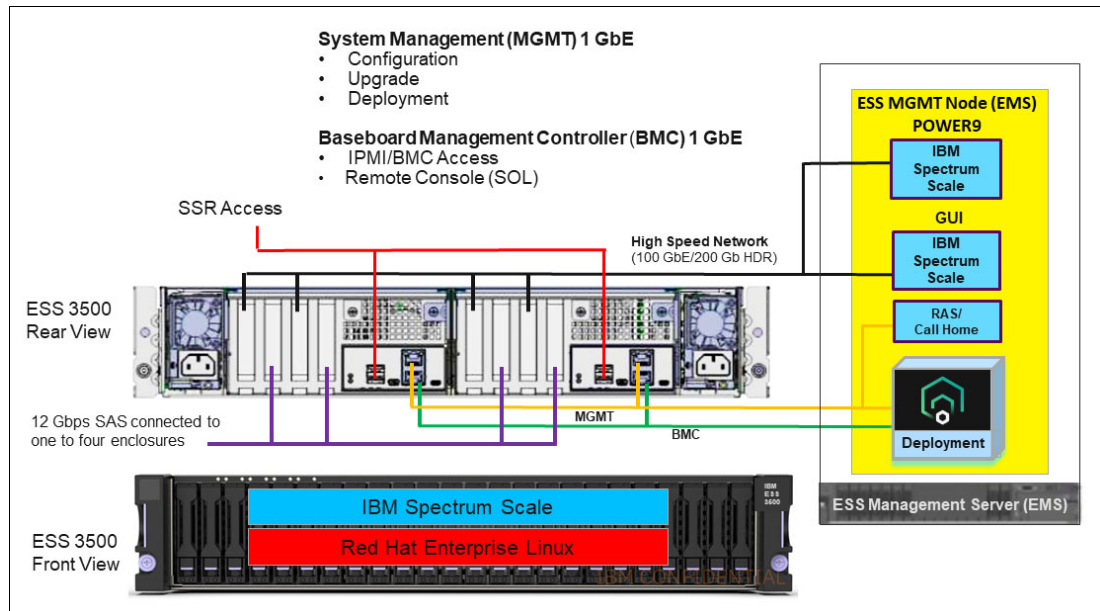 System Management (MGMT) 1 GbE
• Configuration
• Upgrade
• Deployment
Baseboard Management Controller (BMC) 1 GbE
• IPMI/BMC Access
• Remote Console (SOL)
SSR Access
High Speed Network
(100 GbE/200 Gb HDR)
ESS 3500
Rear View
12 Gbps SAS connected to
one to four enclosures
MGMT
BMC
ESS MGMT Node (EMS)
POWER9
IBM
Spectrum
Scale
GUI
IBM
Spectrum
Scale
RAS/
Call Home
Deployment
ESS Management Server (EMS)
ESS 3500
Front View
IBM Spectrum Scale
Red Hat Enterprise Linux
IBM
ESS
3500
IBM CONFIDENTIAL